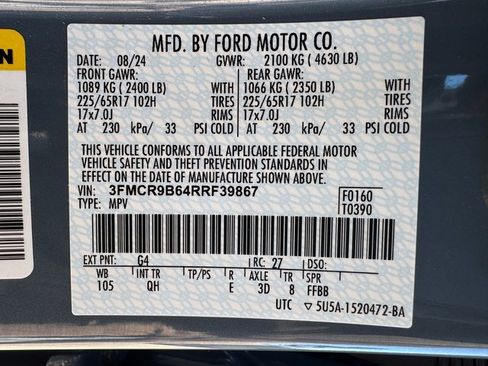 ON
MFD. BY FORD MOTOR CO.
DATE: 08/24 GVWR: 2100 KG ( 4630 LB)
FRONT GAWR: REAR GAWR:
1089 KG ( 2400 LB) WITH 1066 KG ( 2350 LB) WITH
225/65R17 102H TIRES 225/65R17 102H TIRES
17x7.0J RIMS 17x7.0J RIMS
AT 230 kPa/ 33 PSI COLD AT 230 kPa/ 33 PSI COLD
THIS VEHICLE CONFORMS TO ALL APPLICABLE FEDERAL MOTOR
VEHICLE SAFETY AND THEFT PREVENTION STANDARDS IN
EFFECT ON THE DATE OF MANUFACTURE SHOWN ABOVE.
VIN: 3FMCR9B64RRF39867 F0160
TYPE: MPV T0390
EXT PNT: G4 RC: 27 DSO:
WB INT TR TP/PS R AXLE TR SPR
105 QH E 3D 8 FFBB
UTC ▽5U5A-1520472-BA